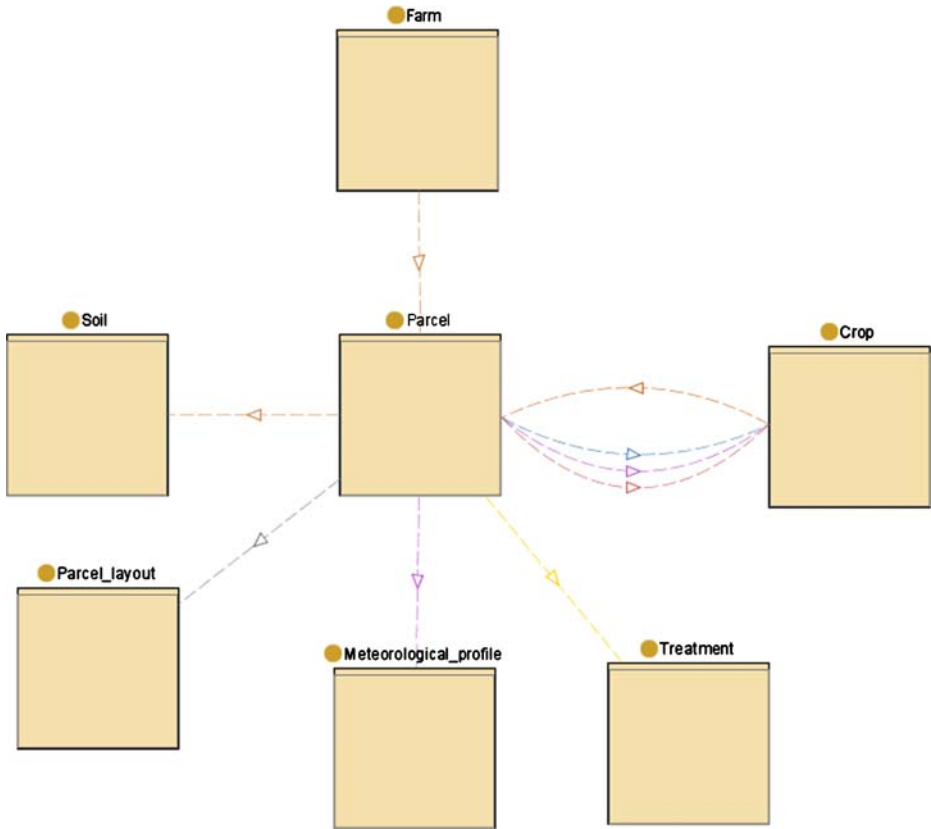 Farm
Soil
Parcel
Crop
Parcel_layout
Meteorological_profile
Treatment